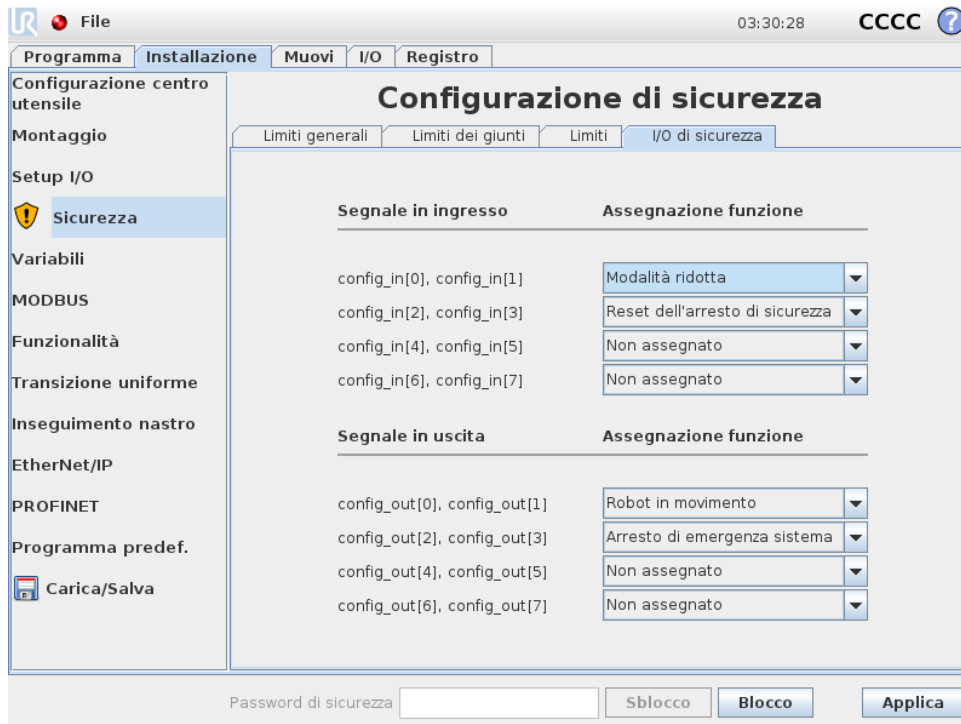 UR File 03:30:28 CCCC ?
Programma Installazione Muovi I/O Registro
Configurazione centro
utensile
Montaggio
Setup I/O
Sicurezza
Variabili
MODBUS
Funzionalità
Transizione uniforme
Inseguimento nastro
EtherNet/IP
PROFINET
Programma predef.
Carica/Salva
Configurazione di sicurezza
Limiti generali Limiti dei giunti Limiti I/O di sicurezza
Segnale in ingresso Assegnazione funzione
config_in[0], config_in[1] Modalità ridotta
config_in[2], config_in[3] Reset dell'arresto di sicurezza
config_in[4], config_in[5] Non assegnato
config_in[6], config_in[7] Non assegnato
Segnale in uscita Assegnazione funzione
config_out[0], config_out[1] Robot in movimento
config_out[2], config_out[3] Arresto di emergenza sistema
config_out[4], config_out[5] Non assegnato
config_out[6], config_out[7] Non assegnato
Password di sicurezza Sblocco Blocco Applica